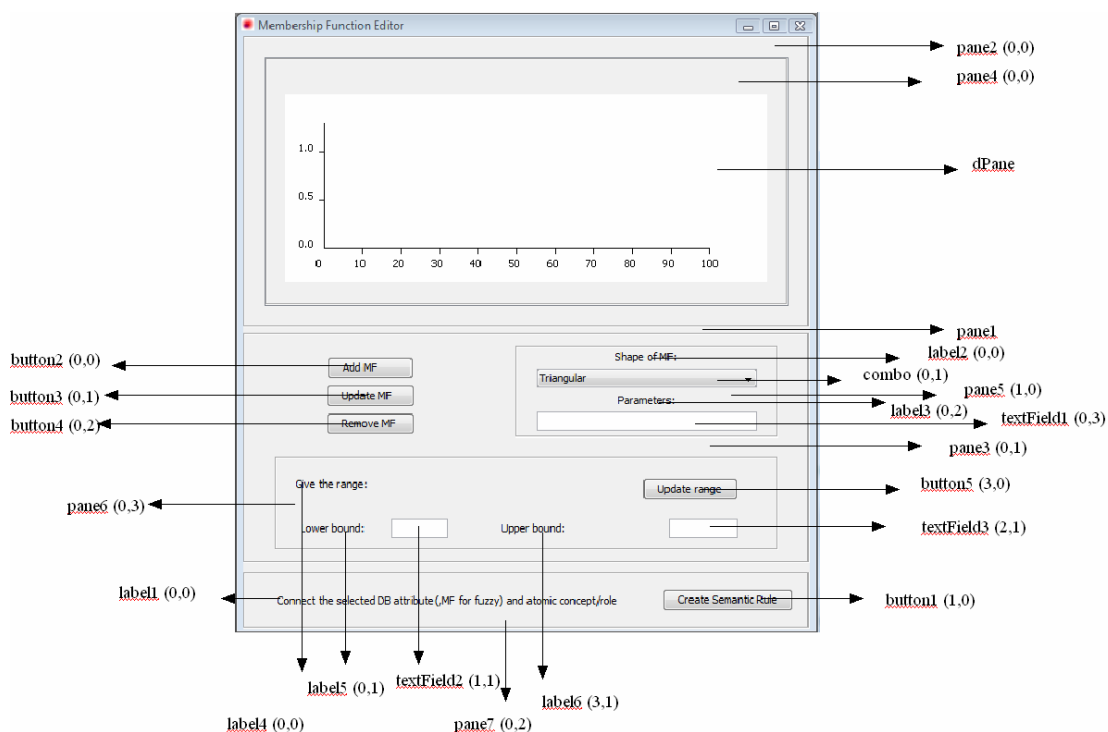 Membership Function Editor
pane2 (0,0)
pane4 (0,0)
dPane
1.0
0.5
0.0
0 10 20 30 40 50 60 70 80 90 100
pane1
button2 (0,0)
Add MF
Shape of MF:
label2 (0,0)
combo (0,1)
Triangular
button3 (0,1)
Update MF
pane5 (1,0)
Parameters:
label3 (0,2)
button4 (0,2)
Remove MF
textField1 (0,3)
pane3 (0,1)
Give the range:
Update range
button5 (3,0)
pane6 (0,3)
Lower bound:
Upper bound:
textField3 (2,1)
label1 (0,0)
Connect the selected DB attribute(,MF for fuzzy) and atomic concept/role
Create Semantic Rule
button1 (1,0)
label5 (0,1)
textField2 (1,1)
label6 (3,1)
label4 (0,0)
pane7 (0,2)